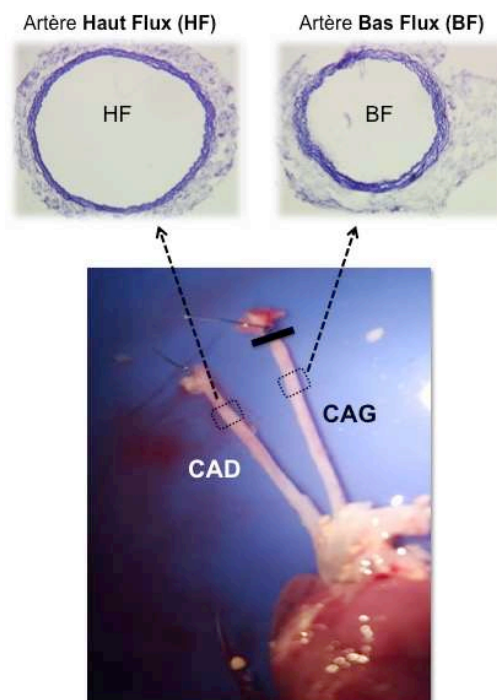 Artère Haut Flux (HF)
Artère Bas Flux (BF)
HF
BF
CAG
CAD